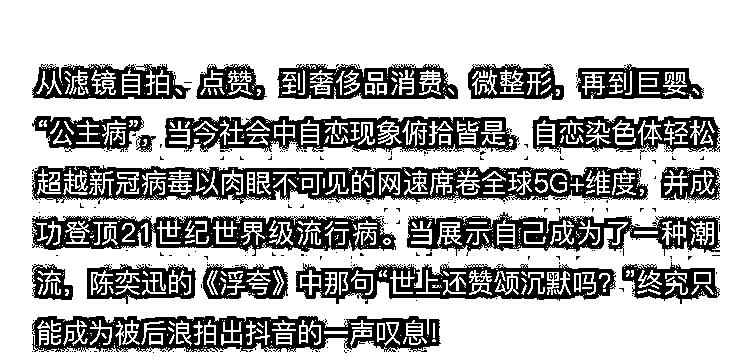 从滤镜自拍、点赞，到奢侈品消费、微整形，再到巨婴、
“公主病”，当今社会中自恋现象俯拾皆是，自恋染色体轻松
超越新冠病毒以肉眼不可见的网速席卷全球5G+维度，并成
功登顶21世纪世界级流行病。当展示自己成为了一种潮
流，陈奕迅的《浮夸》中那句“世上还赞颂沉默吗？”终究只
能成为被后浪拍出抖音的一声叹息！